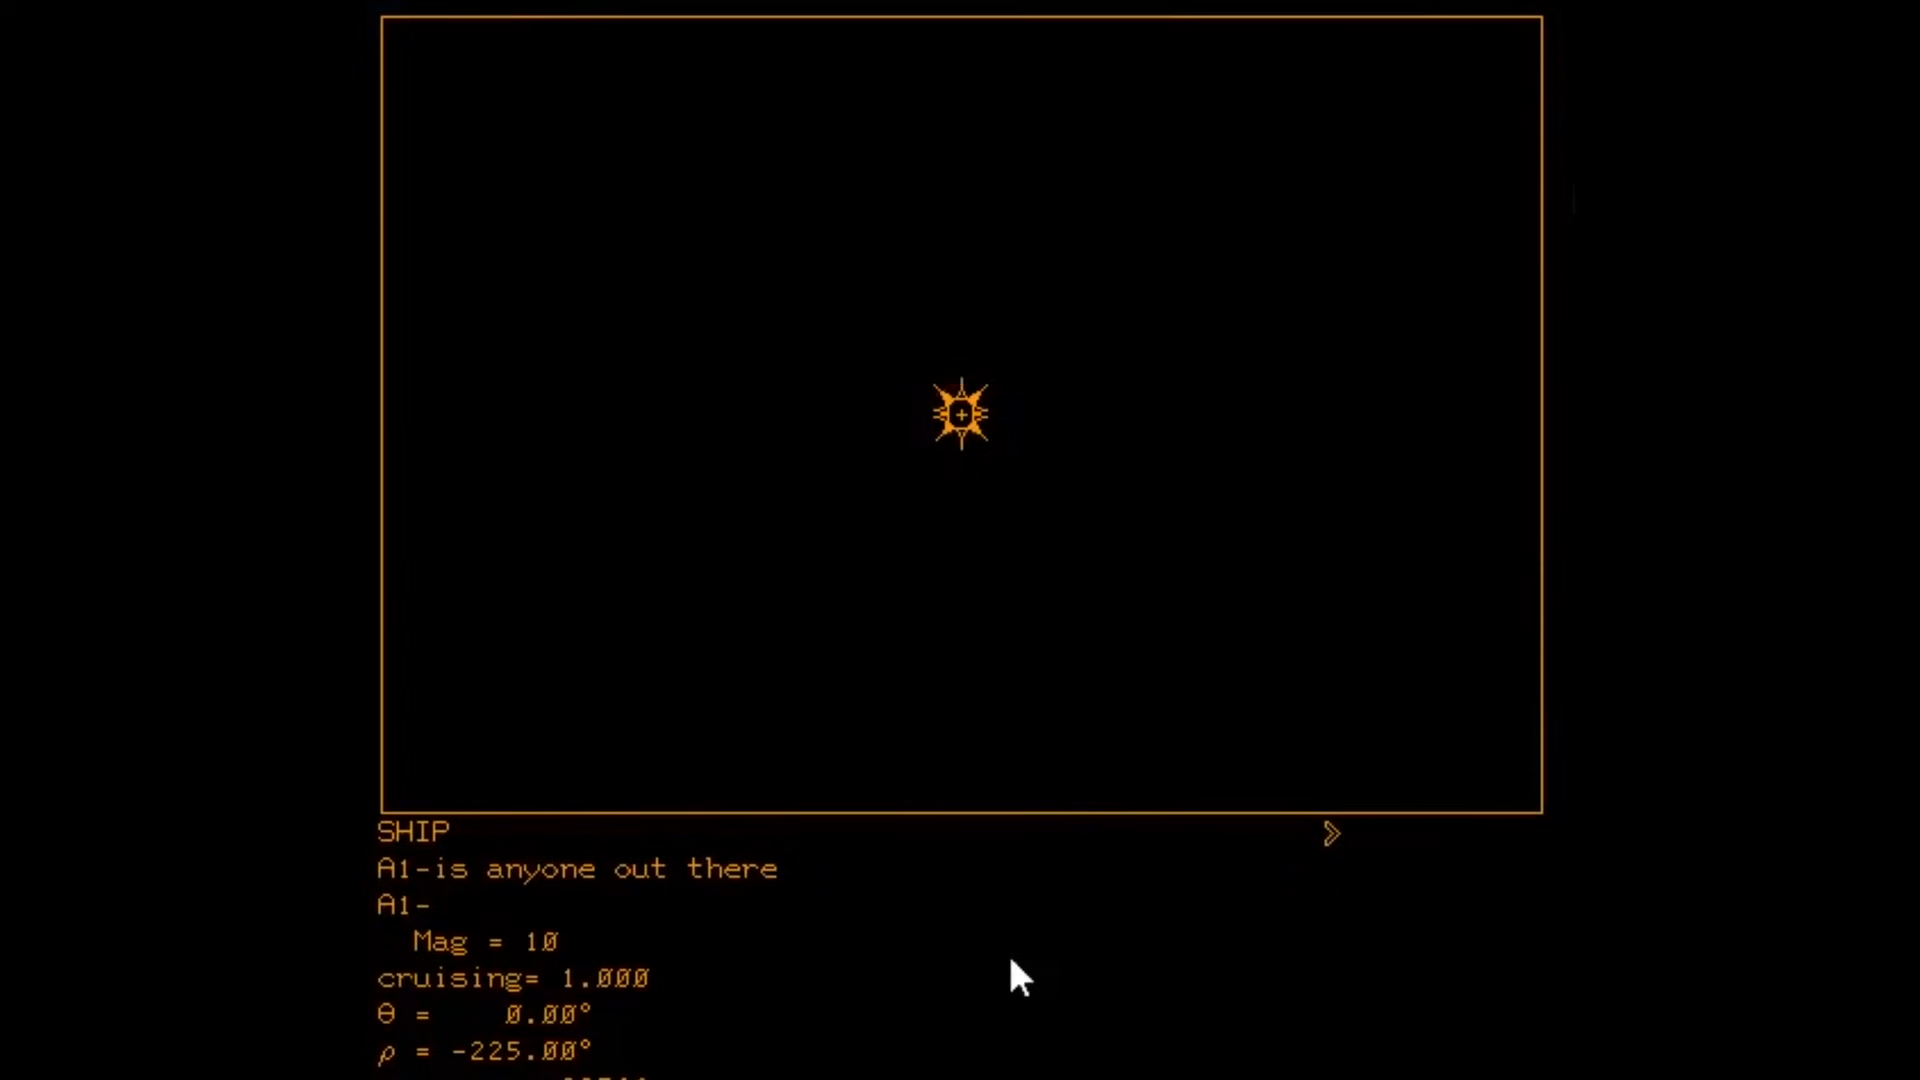 SHIP
A1-is anyone out there
A1-
Mag = 10
cruising= 1.000
θ = 0.00°
ρ = -225.00°